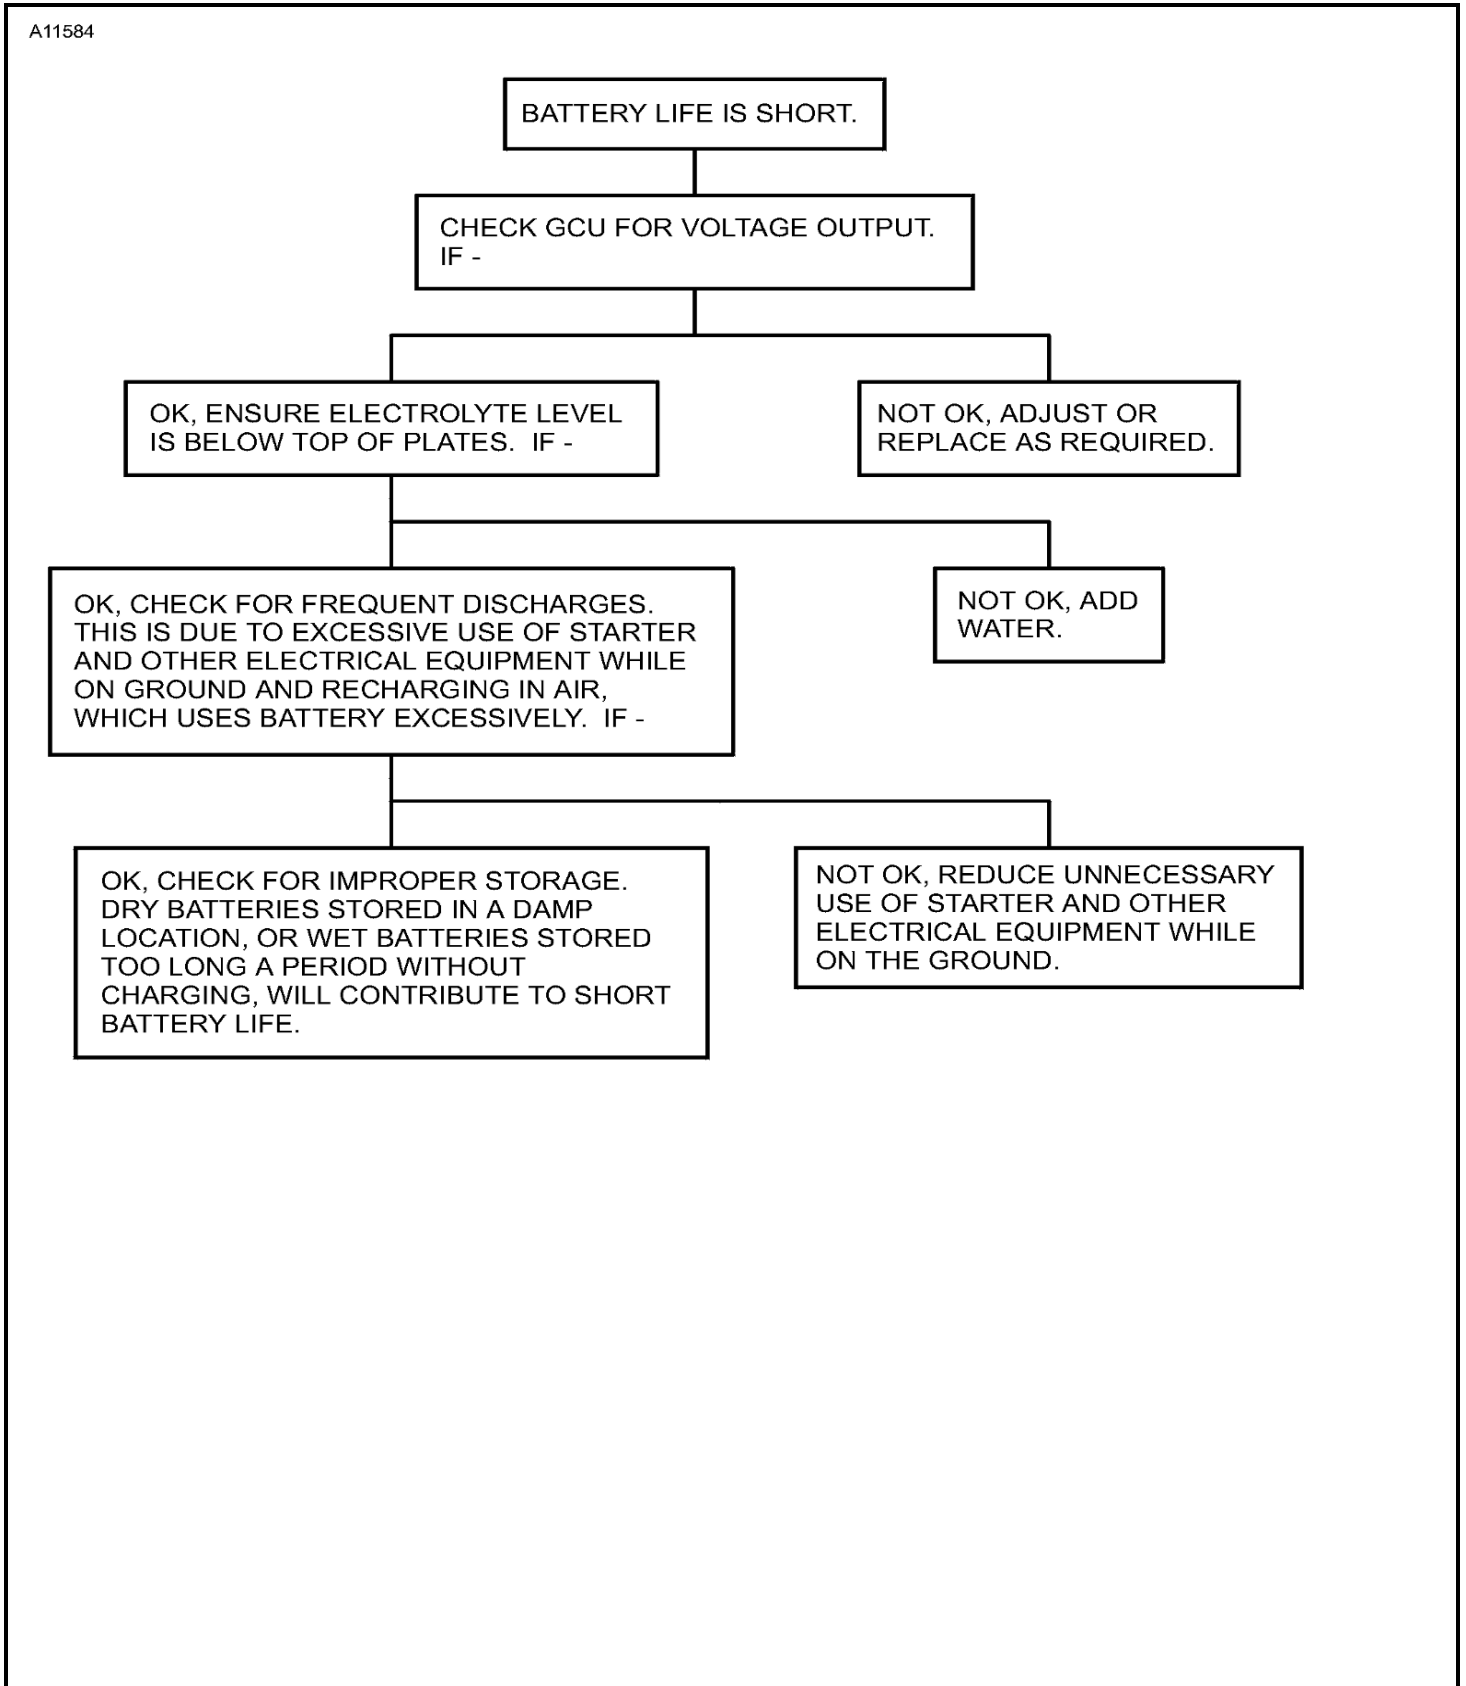 A11584
BATTERY LIFE IS SHORT.
CHECK GCU FOR VOLTAGE OUTPUT.
IF -
OK, ENSURE ELECTROLYTE LEVEL
IS BELOW TOP OF PLATES.  IF -
NOT OK, ADJUST OR
REPLACE AS REQUIRED.
OK, CHECK FOR FREQUENT DISCHARGES.
THIS IS DUE TO EXCESSIVE USE OF STARTER
AND OTHER ELECTRICAL EQUIPMENT WHILE
ON GROUND AND RECHARGING IN AIR,
WHICH USES BATTERY EXCESSIVELY.  IF -
NOT OK, ADD
WATER.
OK, CHECK FOR IMPROPER STORAGE.
DRY BATTERIES STORED IN A DAMP
LOCATION, OR WET BATTERIES STORED
TOO LONG A PERIOD WITHOUT
CHARGING, WILL CONTRIBUTE TO SHORT
BATTERY LIFE.
NOT OK, REDUCE UNNECESSARY
USE OF STARTER AND OTHER
ELECTRICAL EQUIPMENT WHILE
ON THE GROUND.